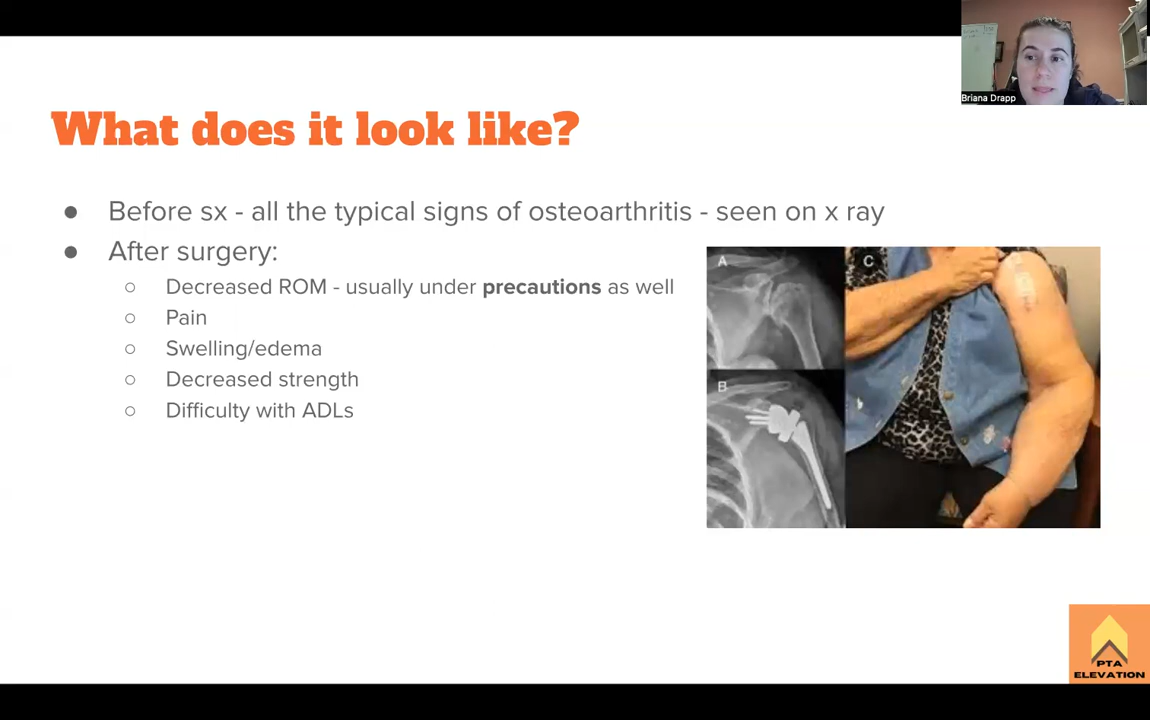 Briana Drapp
What does it look like?
● Before sx - all the typical signs of osteoarthritis - seen on x ray
● After surgery:
○ Decreased ROM - usually under precautions as well
○ Pain
○ Swelling/edema
○ Decreased strength
○ Difficulty with ADLs
A
C
B
PTA
ELEVATION